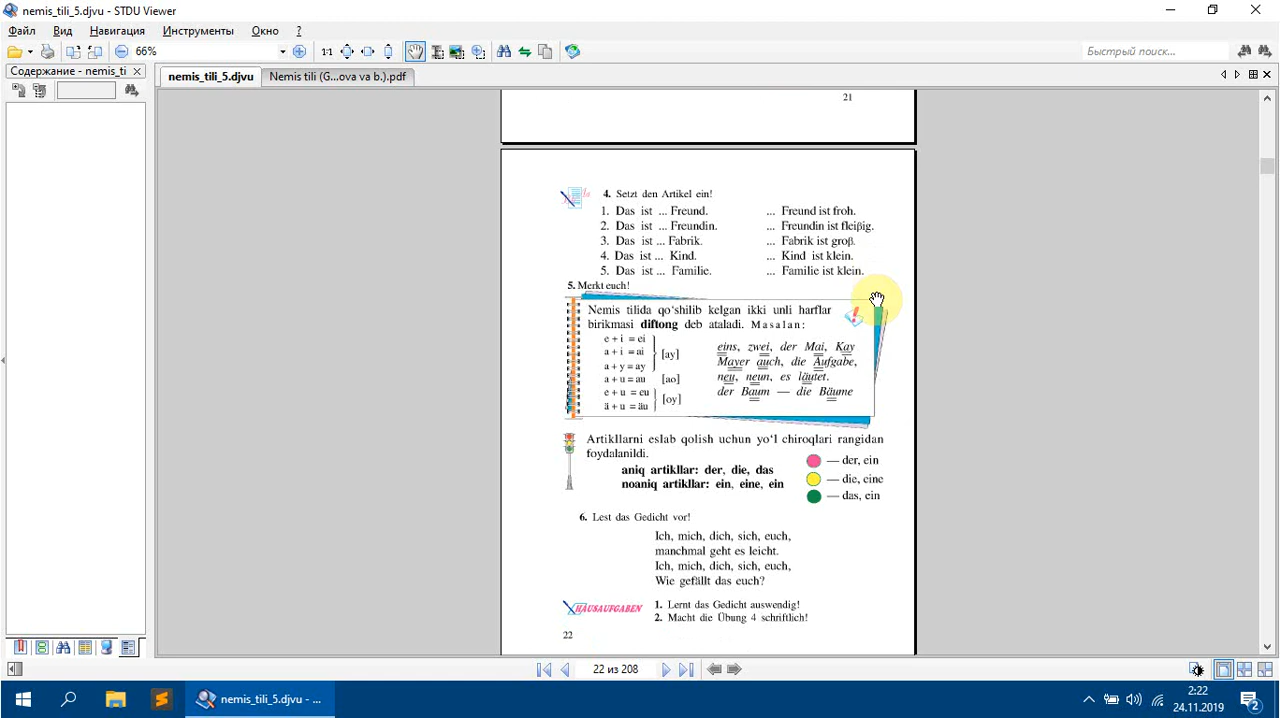 nemis_tili_5.djvu - STDU Viewer
Файл Вид Навигация Инструменты Окно ?
66%
1:1
Быстрый поиск...
Содержание - nemis_ti
nemis_tili_5.djvu
Nemis tili (G...ova va b.).pdf
21
4. Setzt den Artikel ein!
1. Das ist ... Freund. ... Freund ist froh.
2. Das ist ... Freundin. ... Freundin ist fleiβig.
3. Das ist ... Fabrik. ... Fabrik ist groβ.
4. Das ist ... Kind. ... Kind ist klein.
5. Das ist ... Familie. ... Familie ist klein.
5. Merkt euch!
Nemis tilida qo‘shilib kelgan ikki unli harflar
birikmasi diftong deb ataladi. Masalan:
e + i = ei
a + i = ai
a + y = ay
[ay]
a + u = au [ao]
e + u = eu
ä + u = äu
[oy]
eins, zwei, der Mai, Kay
Mayer auch, die Aufgabe,
neu, neun, es läutet.
der Baum — die Bäume
Artikllarni eslab qolish uchun yo‘l chiroqlari rangidan
foydalanildi.
aniq artikllar: der, die, das
noaniq artikllar: ein, eine, ein
— der, ein
— die, eine
— das, ein
6. Lest das Gedicht vor!
Ich, mich, dich, sich, euch,
manchmal geht es leicht.
Ich, mich, dich, sich, euch,
Wie gefällt das euch?
HAUSAUFGABEN
1. Lernt das Gedicht auswendig!
2. Macht die Übung 4 schriftlich!
22
22 из 208
nemis_tili_5.djvu - ...
2:22
24.11.2019
2